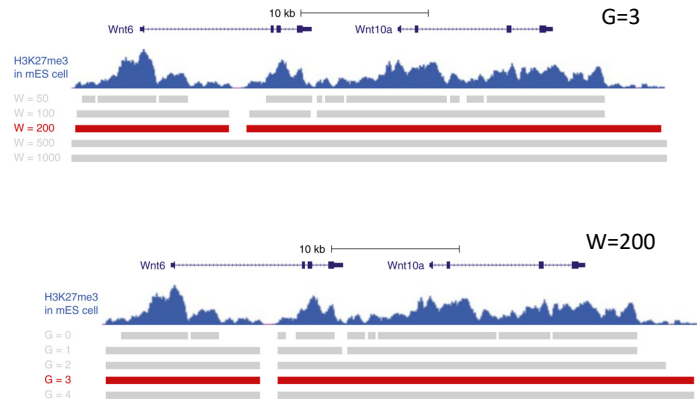 10 kb
G=3
Wnt6
Wnt10a
H3K27me3
in mES cell
W = 50
W = 100
W = 200
W = 500
W = 1000
10 kb
W=200
Wnt6
Wnt10a
H3K27me3
in mES cell
G = 0
G = 1
G = 2
G = 3
G = 4